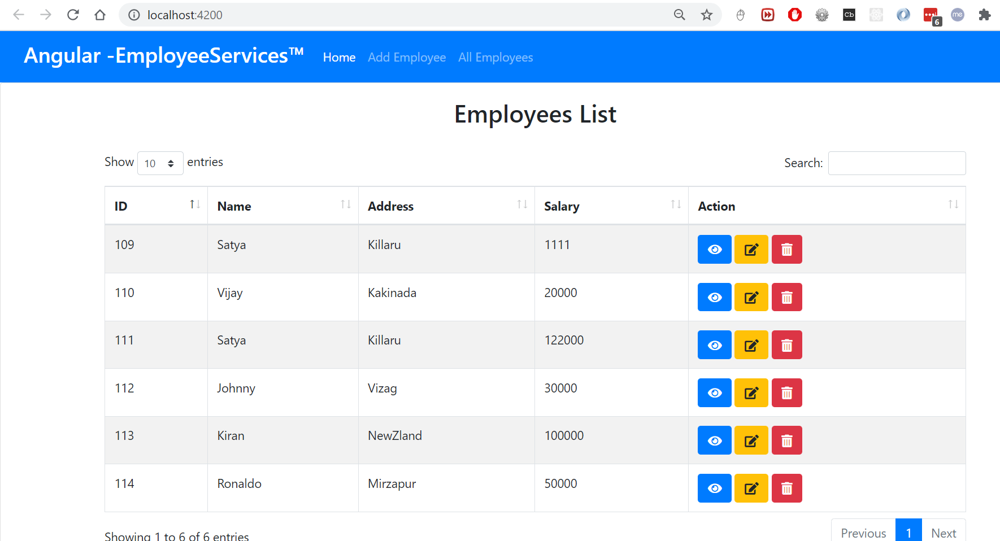 localhost:4200
cb
me
6
Angular -EmployeeServices™ Home Add Employee All Employees
Employees List
Show 10 entries Search:
ID Name Address Salary Action
109 Satya Killaru 1111
110 Vijay Kakinada 20000
111 Satya Killaru 122000
112 Johnny Vizag 30000
113 Kiran NewZland 100000
114 Ronaldo Mirzapur 50000
Showing 1 to 6 of 6 entries Previous 1 Next